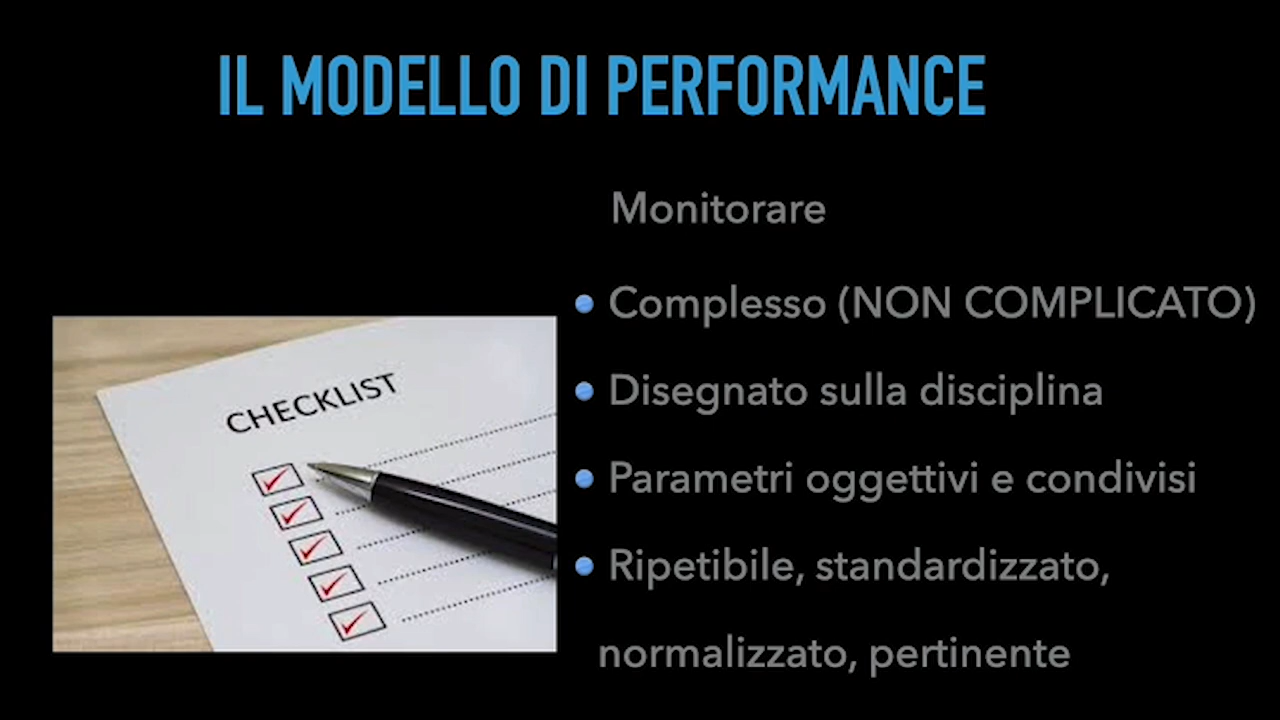 IL MODELLO DI PERFORMANCE
Monitorare
Complesso (NON COMPLICATO)
Disegnato sulla disciplina
Parametri oggettivi e condivisi
Ripetibile, standardizzato,
normalizzato, pertinente
CHECKLIST